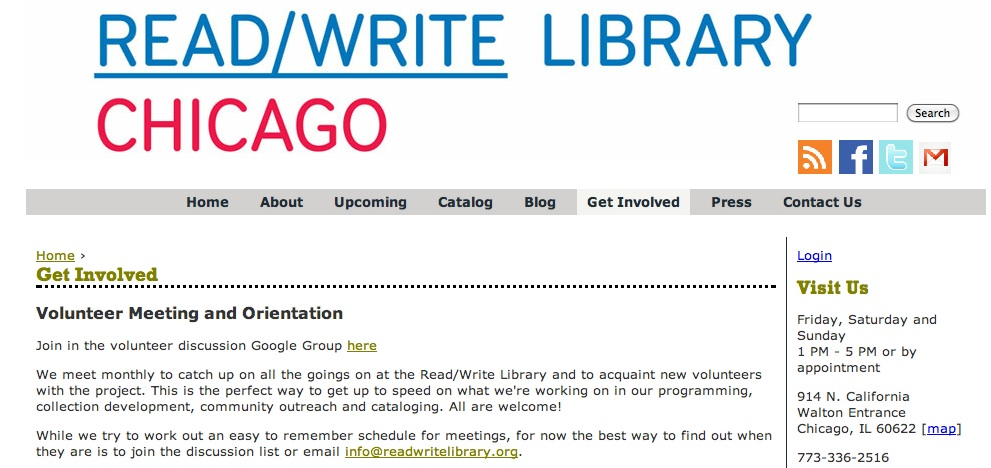 READ/WRITE LIBRARY
CHICAGO
Search
Home About Upcoming Catalog Blog Get Involved Press Contact Us
Home ›
Get Involved
Volunteer Meeting and Orientation
Join in the volunteer discussion Google Group here
We meet monthly to catch up on all the goings on at the Read/Write Library and to acquaint new volunteers
with the project. This is the perfect way to get up to speed on what we're working on in our programming,
collection development, community outreach and cataloging. All are welcome!
While we try to work out an easy to remember schedule for meetings, for now the best way to find out when
they are is to join the discussion list or email info@readwritelibrary.org.
Login
Visit Us
Friday, Saturday and
Sunday
1 PM - 5 PM or by
appointment
914 N. California
Walton Entrance
Chicago, IL 60622 [map]
773-336-2516